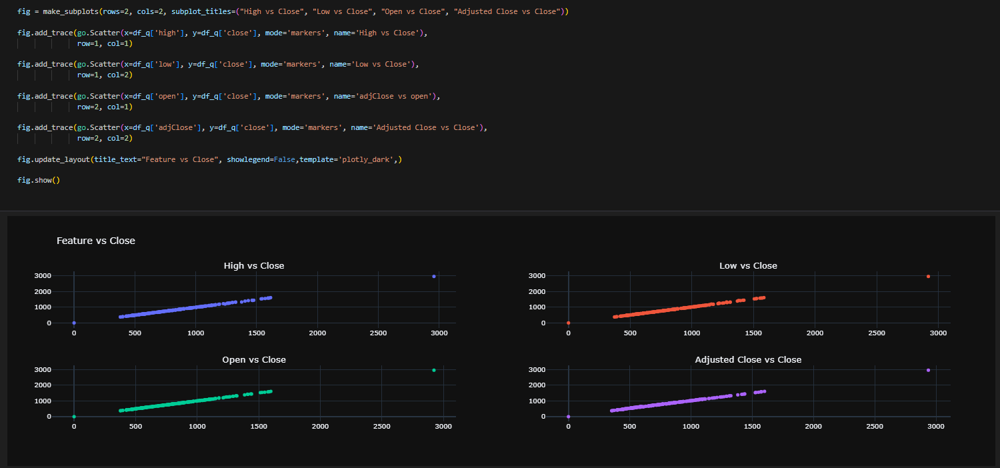 fig = make_subplots(rows=2, cols=2, subplot_titles=("High vs Close", "Low vs Close", "Open vs Close", "Adjusted Close vs Close"))
fig.add_trace(go.Scatter(x=df_q['high'], y=df_q['close'], mode='markers', name='High vs Close'),
row=1, col=1)
fig.add_trace(go.Scatter(x=df_q['low'], y=df_q['close'], mode='markers', name='Low vs Close'),
row=1, col=2)
fig.add_trace(go.Scatter(x=df_q['open'], y=df_q['close'], mode='markers', name='adjClose vs open'),
row=2, col=1)
fig.add_trace(go.Scatter(x=df_q['adjClose'], y=df_q['close'], mode='markers', name='Adjusted Close vs Close'),
row=2, col=2)
fig.update_layout(title_text="Feature vs Close", showlegend=False,template='plotly_dark',)
fig.show()
Feature vs Close
High vs Close
3000
2000
1000
0
0 500 1000 1500 2000 2500 3000
Low vs Close
3000
2000
1000
0
0 500 1000 1500 2000 2500 3000
Open vs Close
3000
2000
1000
0
0 500 1000 1500 2000 2500 3000
Adjusted Close vs Close
3000
2000
1000
0
0 500 1000 1500 2000 2500 3000